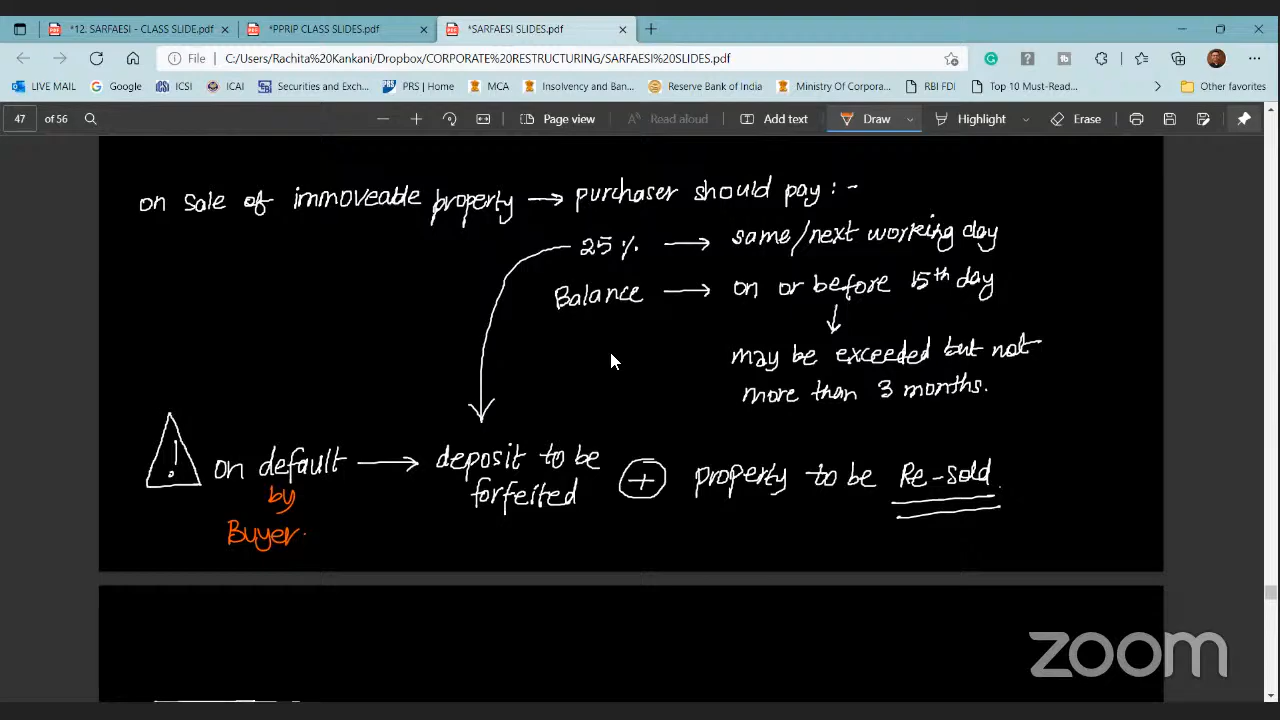 *12. SARFAESI - CLASS SLIDE.pdf
*PPRIP CLASS SLIDES.pdf
*SARFAESI SLIDES.pdf
File
C:/Users/Rachita%20Kankani/Dropbox/CORPORATE%20RESTRUCTURING/SARFAESI%20SLIDES.pdf
LIVE MAIL
Google
ICSI
ICAI
Securities and Exch...
PRS | Home
MCA
Insolvency and Ban...
Reserve Bank of India
Ministry Of Corpora...
RBI FDI
Top 10 Must-Read...
Other favorites
47 of 56
Page view
Read aloud
Add text
Draw
Highlight
Erase
on sale of immoveable property → purchaser should pay : -
25 % → same/next working day
Balance → on or before 15th day
↓
may be exceeded but not
more than 3 months.
! on default → deposit to be + property to be Re-sold.
forfeited
by
Buyer.
zoom